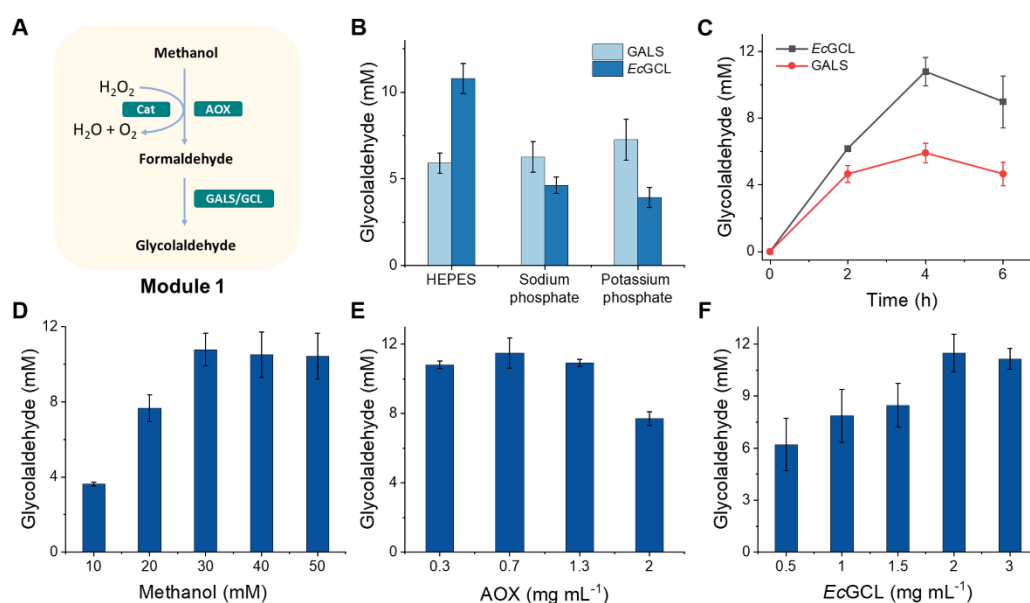 A
Methanol
H₂O₂
Cat
AOX
H₂O + O₂
Formaldehyde
GALS/GCL
Glycolaldehyde
Module 1
B
GALS
EcGCL
Glycolaldehyde (mM)
15
10
5
0
HEPES
Sodium
phosphate
Potassium
phosphate
C
EcGCL
GALS
Glycolaldehyde (mM)
12
8
4
0
0
2
4
6
Time (h)
D
Glycolaldehyde (mM)
12
8
4
0
10
20
30
40
50
Methanol (mM)
E
Glycolaldehyde (mM)
12
8
4
0
0.3
0.7
1.3
2
AOX (mg mL⁻¹)
F
Glycolaldehyde (mM)
12
9
6
3
0
0.5
1
1.5
2
3
EcGCL (mg mL⁻¹)